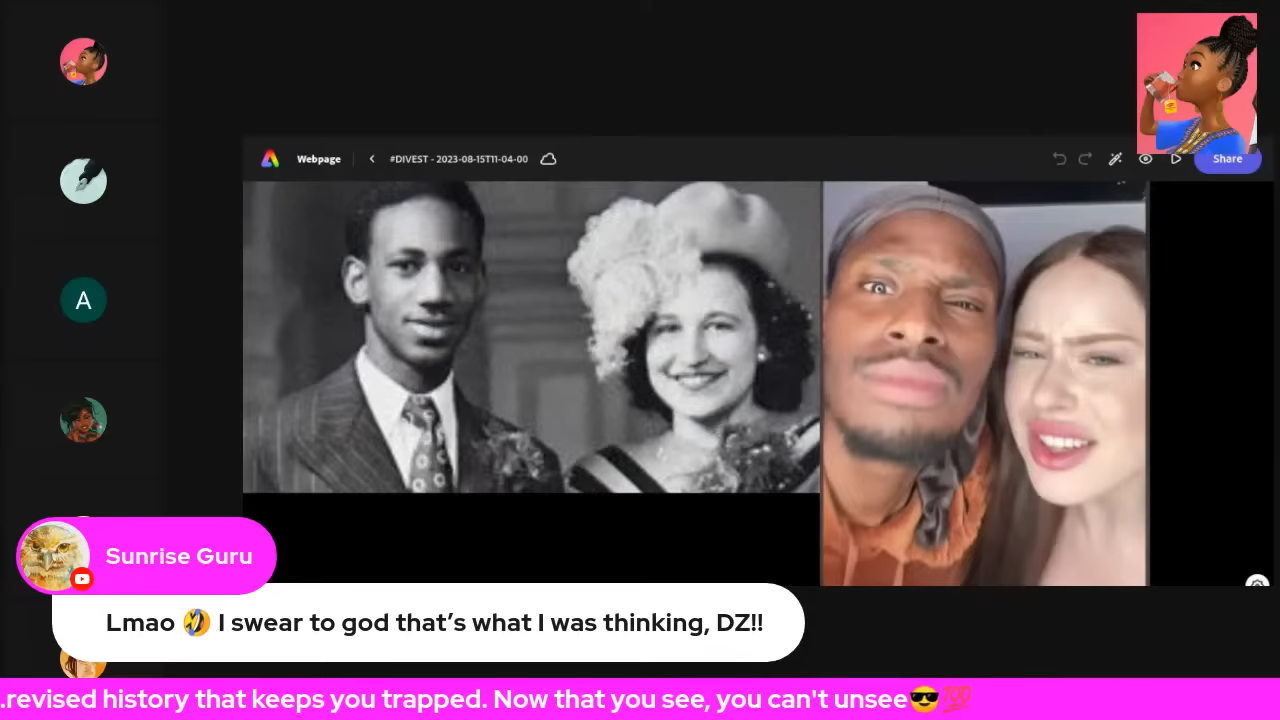 Webpage
#DIVEST - 2023-08-15T11-04-00
Share
A
Sunrise Guru
Lmao 🤣 I swear to god that’s what I was thinking, DZ!!
.revised history that keeps you trapped. Now that you see, you can't unsee😎💯